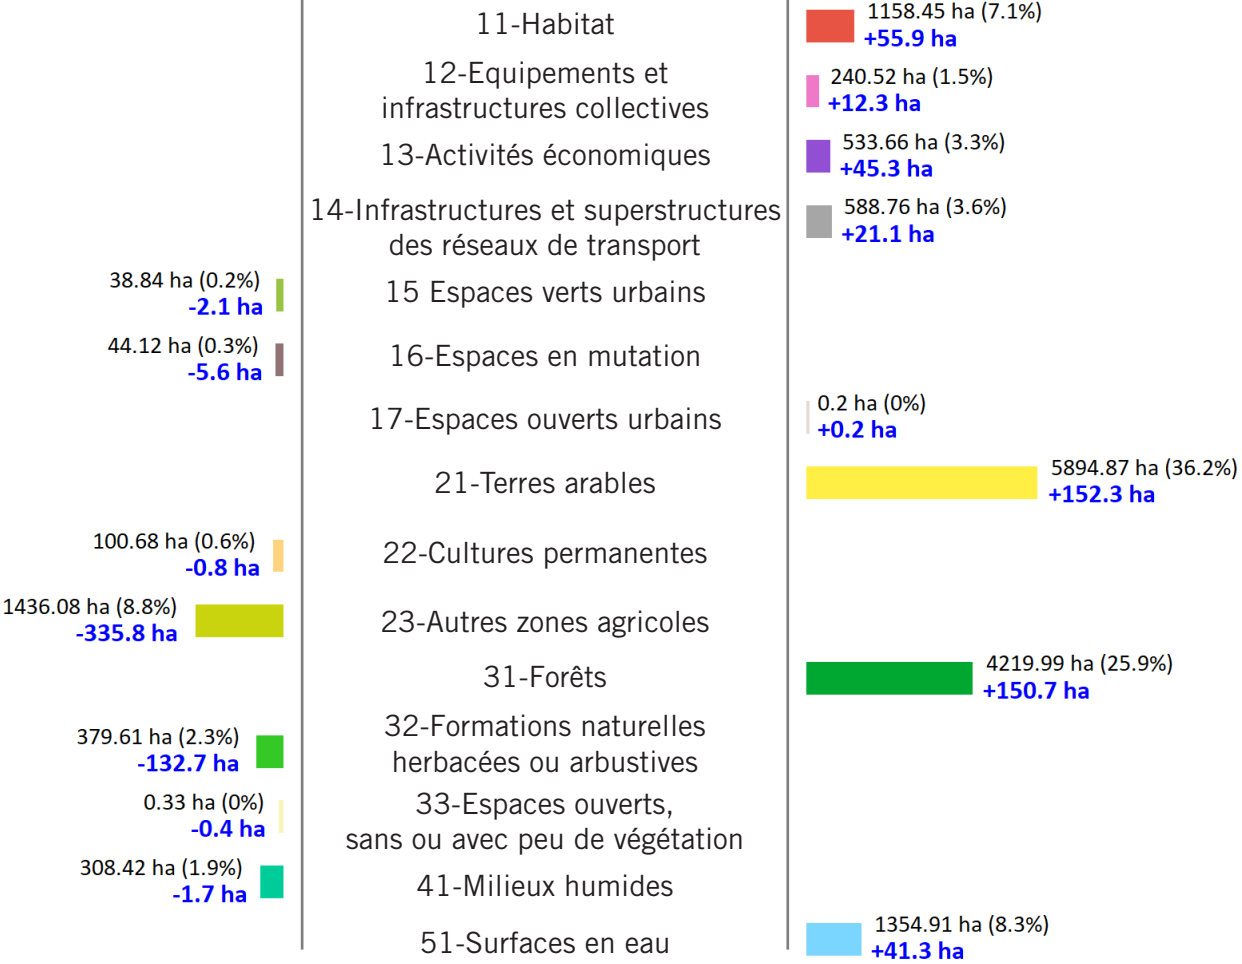 11-Habitat
1158.45 ha (7.1%)
+55.9 ha
12-Equipements et
infrastructures collectives
240.52 ha (1.5%)
+12.3 ha
13-Activités économiques
533.66 ha (3.3%)
+45.3 ha
14-Infrastructures et superstructures
des réseaux de transport
588.76 ha (3.6%)
+21.1 ha
38.84 ha (0.2%)
-2.1 ha
15 Espaces verts urbains
44.12 ha (0.3%)
-5.6 ha
16-Espaces en mutation
17-Espaces ouverts urbains
0.2 ha (0%)
+0.2 ha
21-Terres arables
5894.87 ha (36.2%)
+152.3 ha
100.68 ha (0.6%)
-0.8 ha
22-Cultures permanentes
1436.08 ha (8.8%)
-335.8 ha
23-Autres zones agricoles
31-Forêts
4219.99 ha (25.9%)
+150.7 ha
379.61 ha (2.3%)
-132.7 ha
32-Formations naturelles
herbacées ou arbustives
0.33 ha (0%)
-0.4 ha
33-Espaces ouverts,
sans ou avec peu de végétation
308.42 ha (1.9%)
-1.7 ha
41-Milieux humides
51-Surfaces en eau
1354.91 ha (8.3%)
+41.3 ha